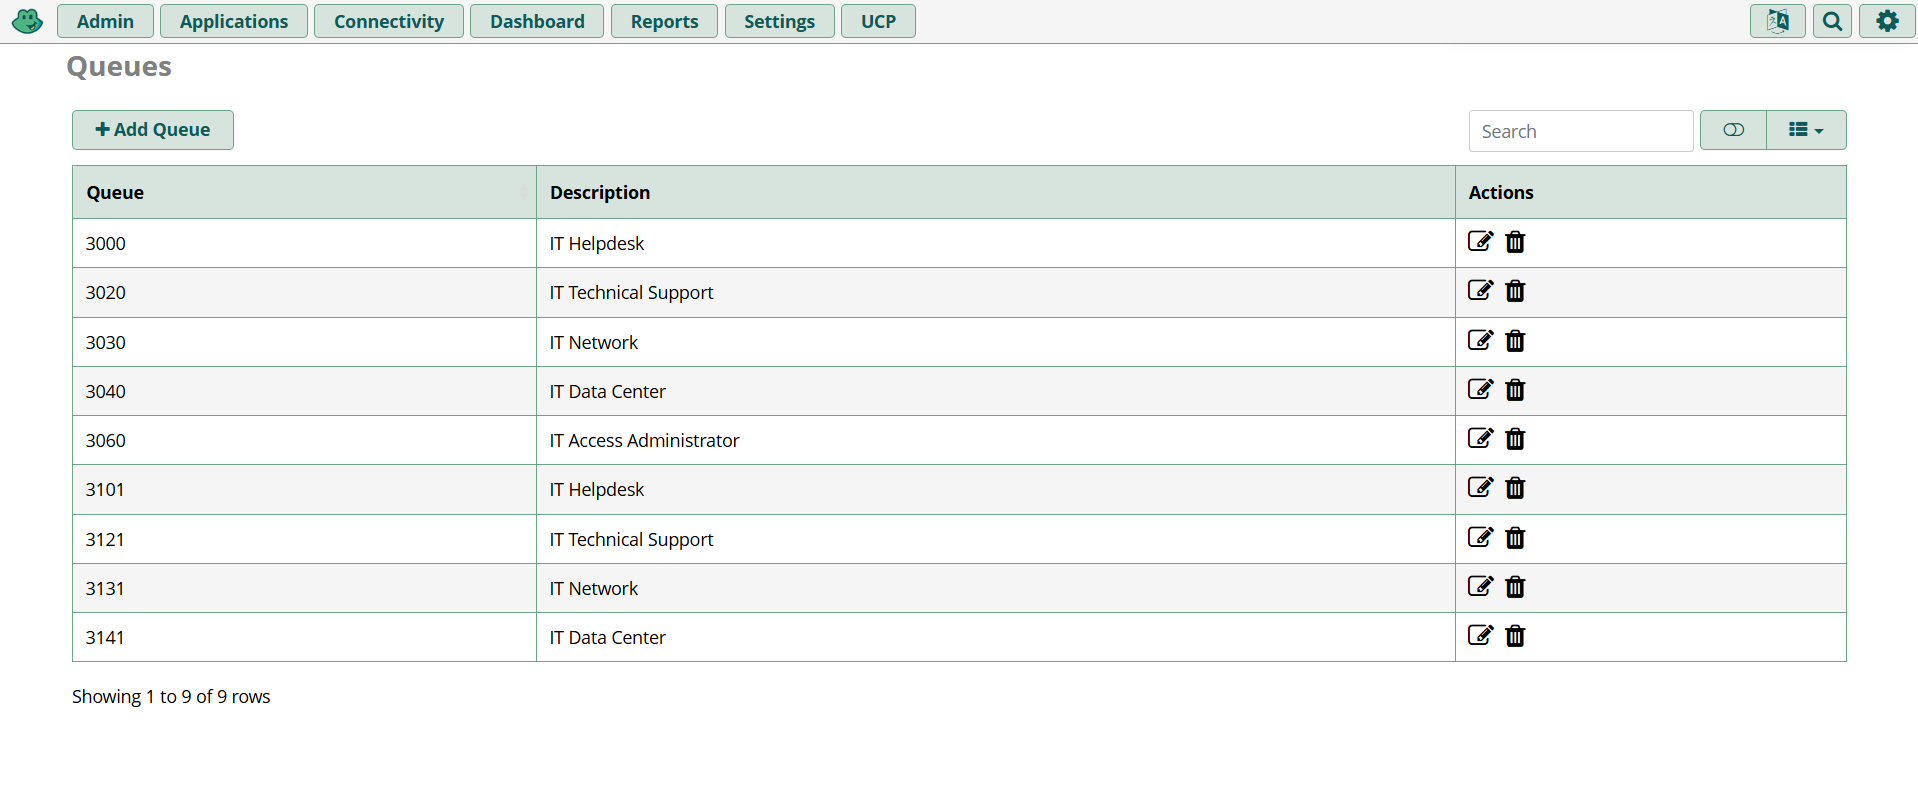 Admin Applications Connectivity Dashboard Reports Settings UCP
Queues
Add Queue Search
Queue Description Actions
3000 IT Helpdesk
3020 IT Technical Support
3030 IT Network
3040 IT Data Center
3060 IT Access Administrator
3101 IT Helpdesk
3121 IT Technical Support
3131 IT Network
3141 IT Data Center
Showing 1 to 9 of 9 rows